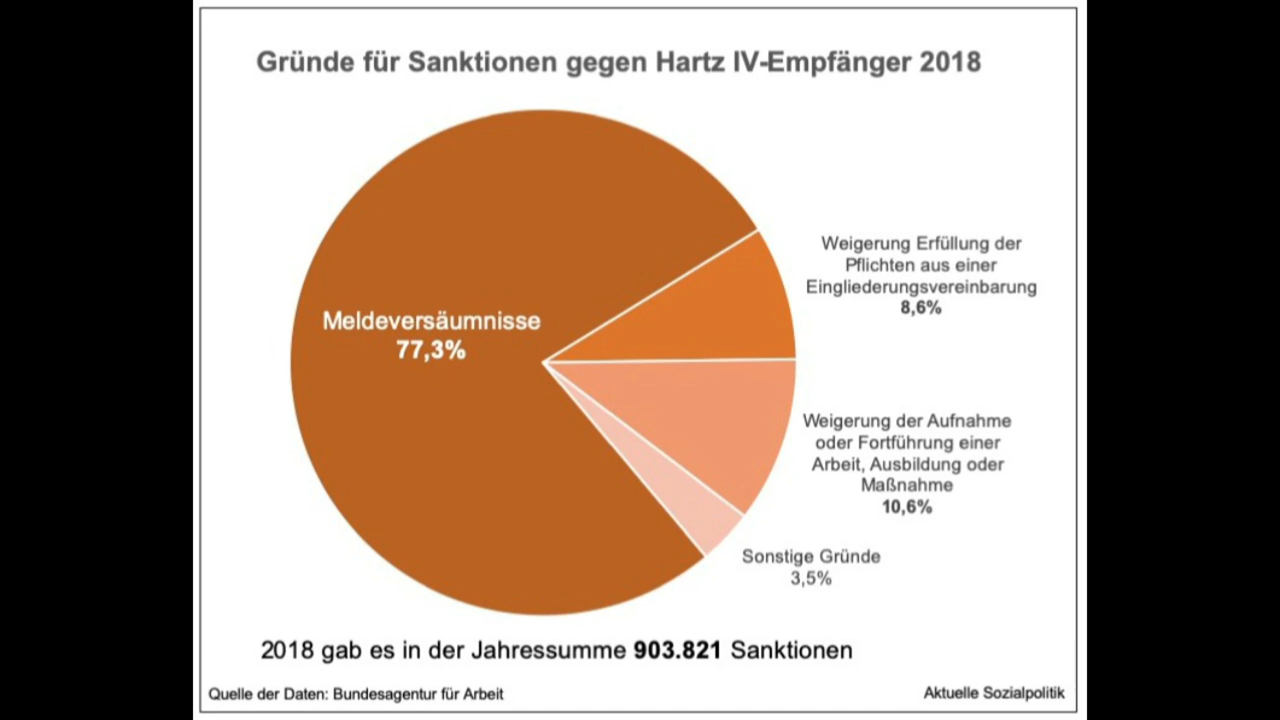 Gründe für Sanktionen gegen Hartz IV-Empfänger 2018
Weigerung Erfüllung der
Pflichten aus einer
Eingliederungsvereinbarung
8,6%
Meldeversäumnisse
77,3%
Weigerung der Aufnahme
oder Fortführung einer
Arbeit, Ausbildung oder
Maßnahme
10,6%
Sonstige Gründe
3,5%
2018 gab es in der Jahressumme 903.821 Sanktionen
Quelle der Daten: Bundesagentur für Arbeit
Aktuelle Sozialpolitik